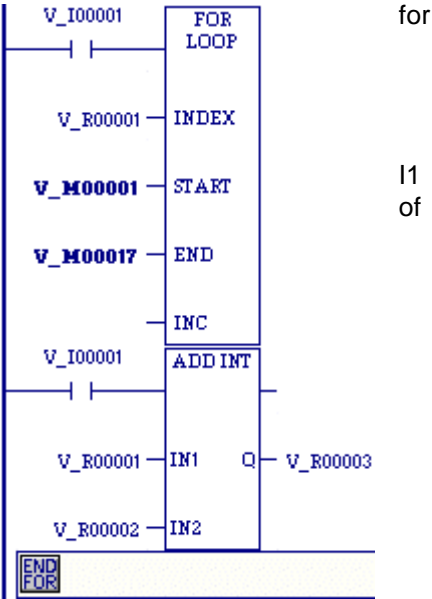 V_I00001
FOR
LOOP
for
V_R00001
INDEX
I1
V_M00001
START
of
V_M00017
END
INC
V_I00001
ADD INT
V_R00001
IN1
Q
V_R00003
V_R00002
IN2
END
FOR